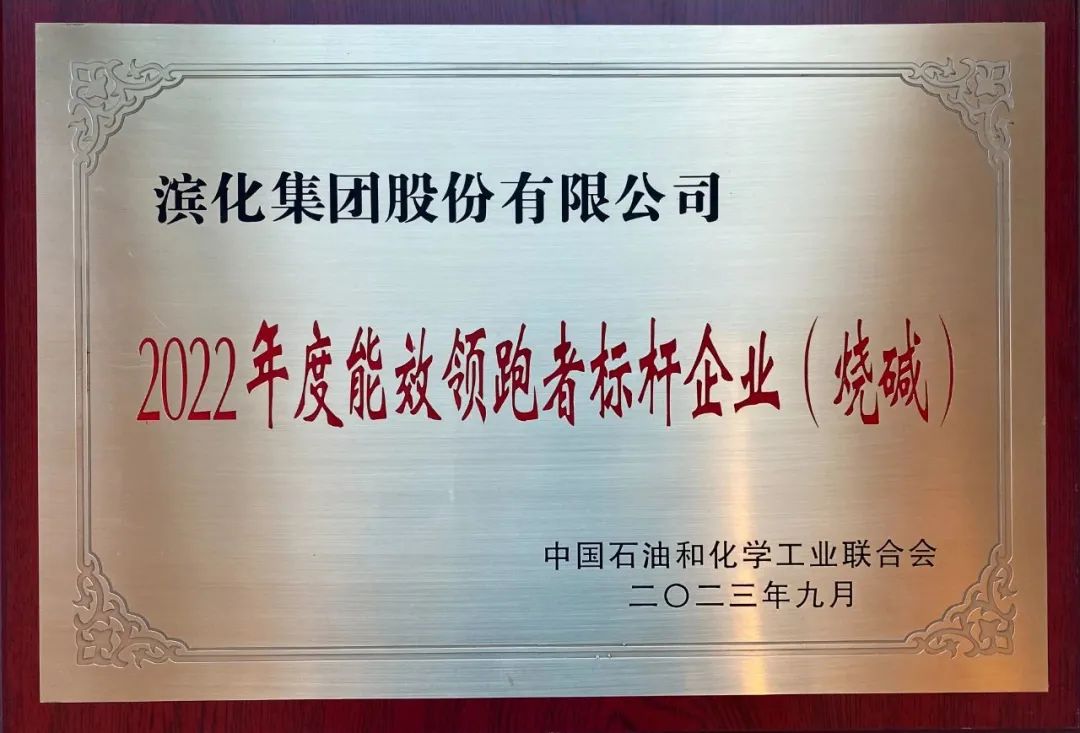 滨化集团股份有限公司
2022年度能效领跑者标杆企业（烧碱）
中国石油和化学工业联合会
二〇二三年九月